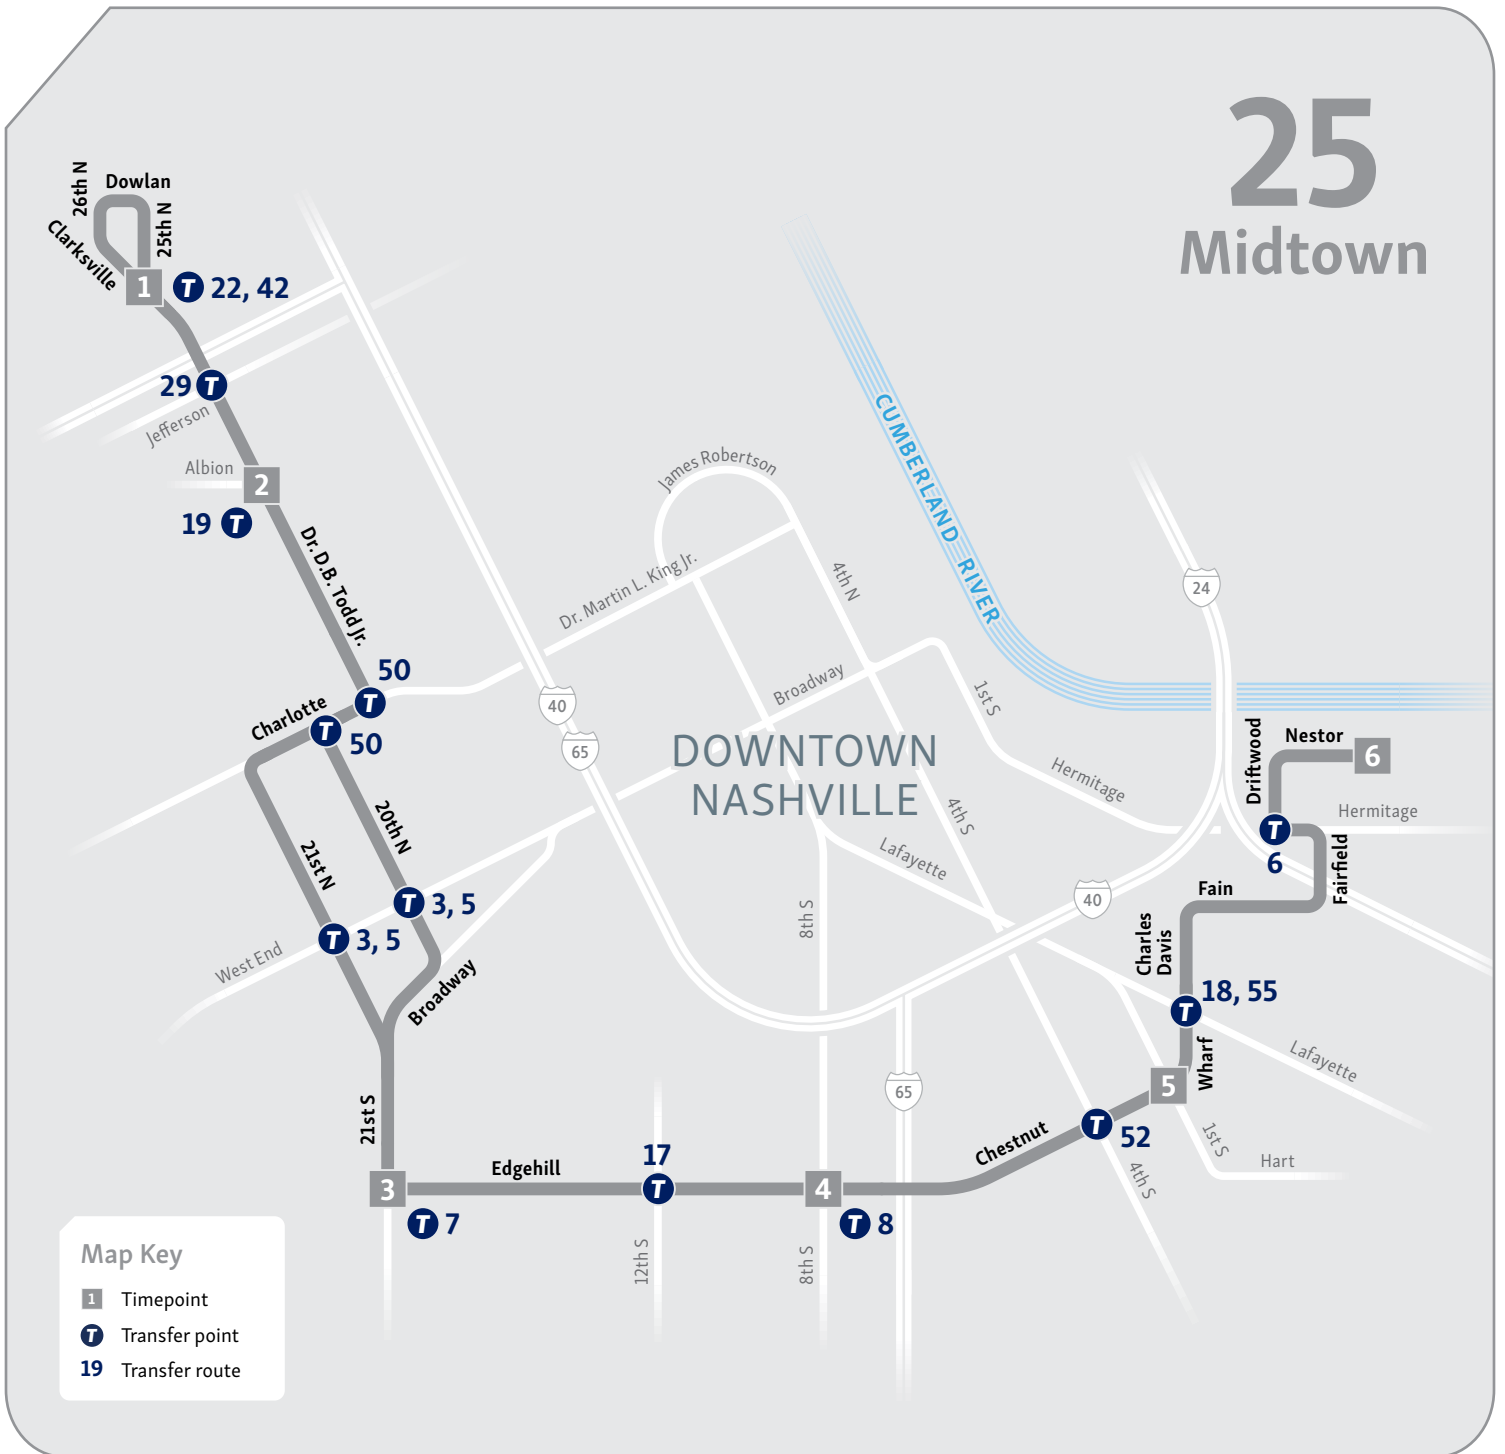 25
Midtown
26th N
Dowlan
25th N
Clarksville
1
T
22, 42
29
T
Jefferson
Albion
2
19
T
Dr. D.B. Todd Jr.
50
T
Charlotte
T
50
21st N
20th N
T
3, 5
T
3, 5
West End
Broadway
21st S
3
T
7
Edgehill
17
T
12th S
4
T
8
8th S
8th S
James Robertson
Dr. Martin L. King Jr.
4th N
Broadway
40
65
DOWNTOWN
NASHVILLE
CUMBERLAND RIVER
1st S
Hermitage
4th S
Lafayette
24
40
65
Driftwood
Nestor
6
Hermitage
T
6
Fairfield
Fain
Charles
Davis
18, 55
T
Wharf
Lafayette
5
Chestnut
T
52
4th S
1st S
Hart
Map Key
1
Timepoint
T
Transfer point
19
Transfer route